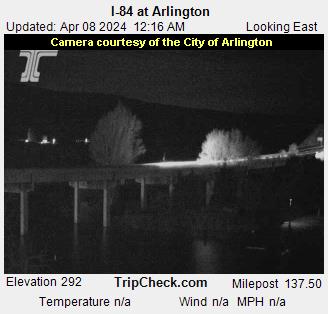 I-84 at Arlington
Updated: Apr 08 2024 12:16 AM Looking East
Camera courtesy of the City of Arlington
Elevation 292 TripCheck.com Milepost 137.50
Temperature n/a Wind n/a MPH n/a